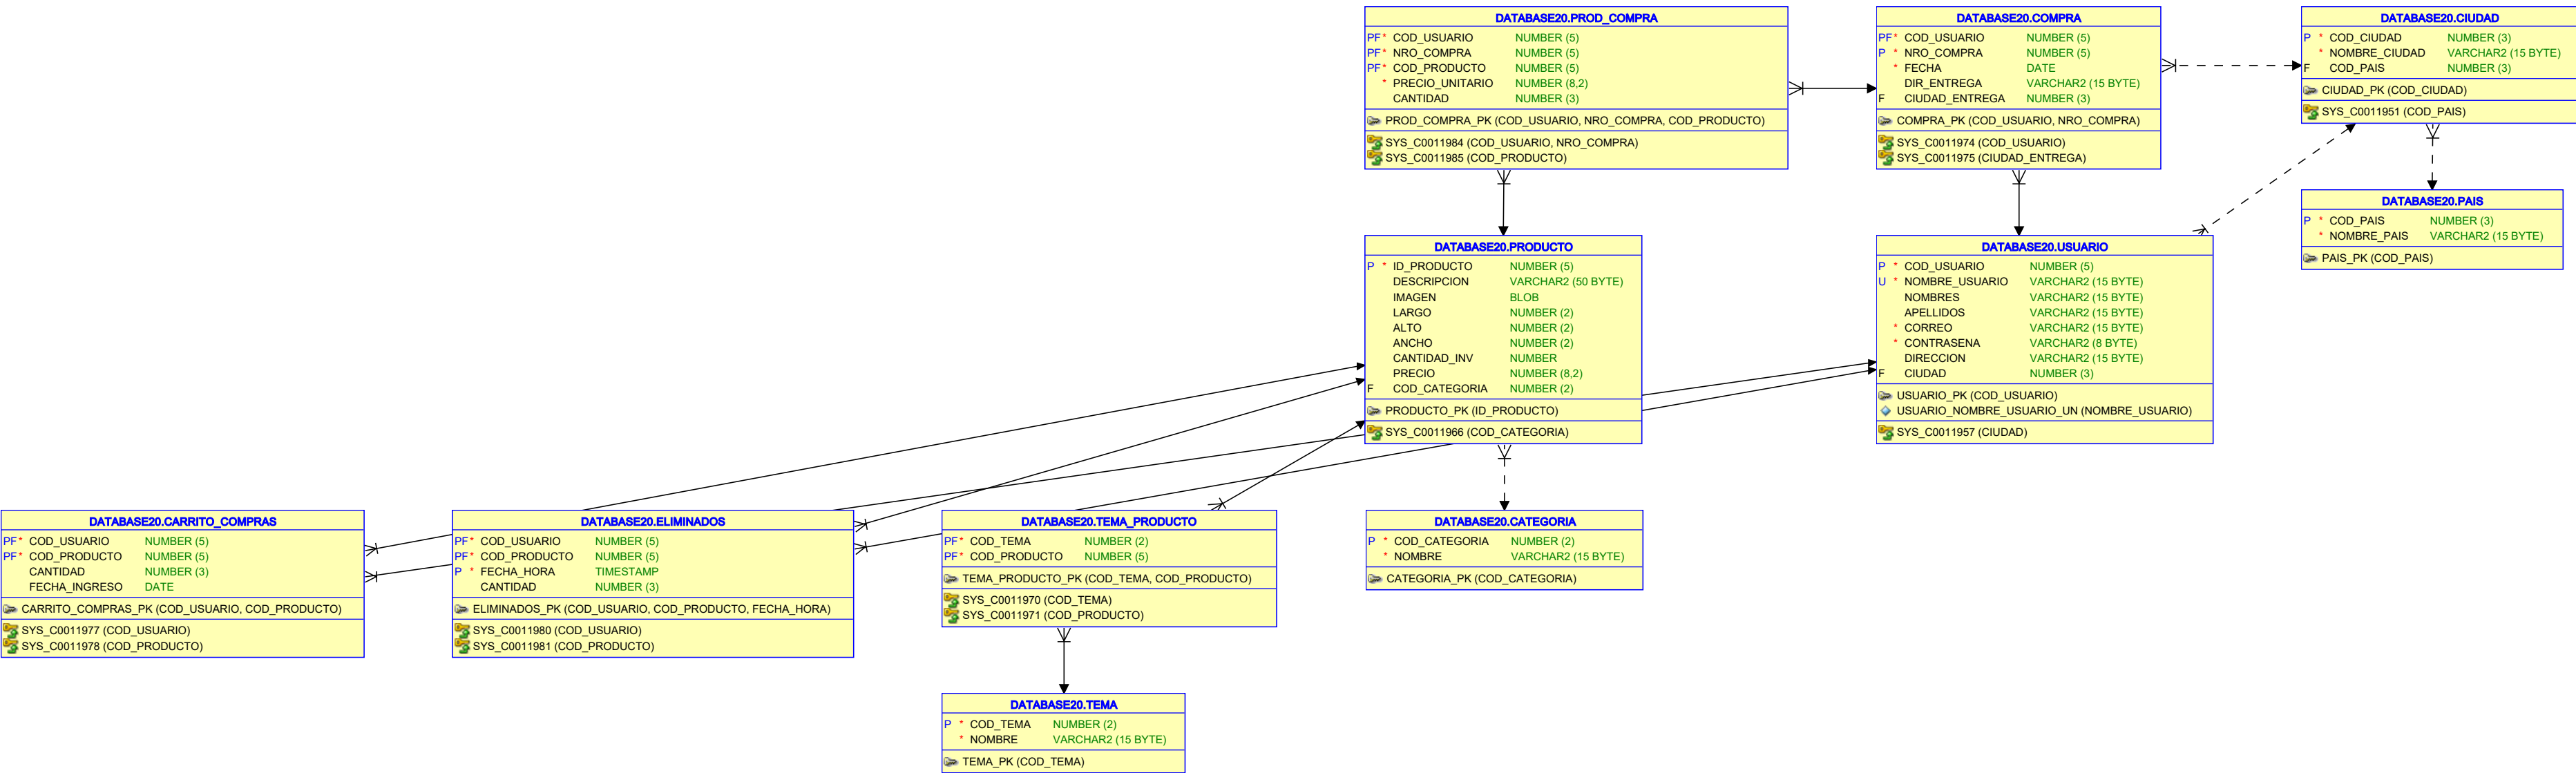 DATABASE20.PROD_COMPRA
PF* COD_USUARIO NUMBER (5)
PF* NRO_COMPRA NUMBER (5)
PF* COD_PRODUCTO NUMBER (5)
* PRECIO_UNITARIO NUMBER (8,2)
CANTIDAD NUMBER (3)
PROD_COMPRA_PK (COD_USUARIO, NRO_COMPRA, COD_PRODUCTO)
SYS_C0011984 (COD_USUARIO, NRO_COMPRA)
SYS_C0011985 (COD_PRODUCTO)
DATABASE20.COMPRA
PF* COD_USUARIO NUMBER (5)
P * NRO_COMPRA NUMBER (5)
* FECHA DATE
DIR_ENTREGA VARCHAR2 (15 BYTE)
F CIUDAD_ENTREGA NUMBER (3)
COMPRA_PK (COD_USUARIO, NRO_COMPRA)
SYS_C0011974 (COD_USUARIO)
SYS_C0011975 (CIUDAD_ENTREGA)
DATABASE20.CIUDAD
P * COD_CIUDAD NUMBER (3)
* NOMBRE_CIUDAD VARCHAR2 (15 BYTE)
F COD_PAIS NUMBER (3)
CIUDAD_PK (COD_CIUDAD)
SYS_C0011951 (COD_PAIS)
DATABASE20.PAIS
P * COD_PAIS NUMBER (3)
* NOMBRE_PAIS VARCHAR2 (15 BYTE)
PAIS_PK (COD_PAIS)
DATABASE20.PRODUCTO
P * ID_PRODUCTO NUMBER (5)
DESCRIPCION VARCHAR2 (50 BYTE)
IMAGEN BLOB
LARGO NUMBER (2)
ALTO NUMBER (2)
ANCHO NUMBER (2)
CANTIDAD_INV NUMBER
PRECIO NUMBER (8,2)
F COD_CATEGORIA NUMBER (2)
PRODUCTO_PK (ID_PRODUCTO)
SYS_C0011966 (COD_CATEGORIA)
DATABASE20.USUARIO
P * COD_USUARIO NUMBER (5)
U * NOMBRE_USUARIO VARCHAR2 (15 BYTE)
NOMBRES VARCHAR2 (15 BYTE)
APELLIDOS VARCHAR2 (15 BYTE)
* CORREO VARCHAR2 (15 BYTE)
* CONTRASENA VARCHAR2 (8 BYTE)
DIRECCION VARCHAR2 (15 BYTE)
F CIUDAD NUMBER (3)
USUARIO_PK (COD_USUARIO)
USUARIO_NOMBRE_USUARIO_UN (NOMBRE_USUARIO)
SYS_C0011957 (CIUDAD)
DATABASE20.CARRITO_COMPRAS
PF* COD_USUARIO NUMBER (5)
PF* COD_PRODUCTO NUMBER (5)
CANTIDAD NUMBER (3)
FECHA_INGRESO DATE
CARRITO_COMPRAS_PK (COD_USUARIO, COD_PRODUCTO)
SYS_C0011977 (COD_USUARIO)
SYS_C0011978 (COD_PRODUCTO)
DATABASE20.ELIMINADOS
PF* COD_USUARIO NUMBER (5)
PF* COD_PRODUCTO NUMBER (5)
P * FECHA_HORA TIMESTAMP
CANTIDAD NUMBER (3)
ELIMINADOS_PK (COD_USUARIO, COD_PRODUCTO, FECHA_HORA)
SYS_C0011980 (COD_USUARIO)
SYS_C0011981 (COD_PRODUCTO)
DATABASE20.TEMA_PRODUCTO
PF* COD_TEMA NUMBER (2)
PF* COD_PRODUCTO NUMBER (5)
TEMA_PRODUCTO_PK (COD_TEMA, COD_PRODUCTO)
SYS_C0011970 (COD_TEMA)
SYS_C0011971 (COD_PRODUCTO)
DATABASE20.CATEGORIA
P * COD_CATEGORIA NUMBER (2)
* NOMBRE VARCHAR2 (15 BYTE)
CATEGORIA_PK (COD_CATEGORIA)
DATABASE20.TEMA
P * COD_TEMA NUMBER (2)
* NOMBRE VARCHAR2 (15 BYTE)
TEMA_PK (COD_TEMA)